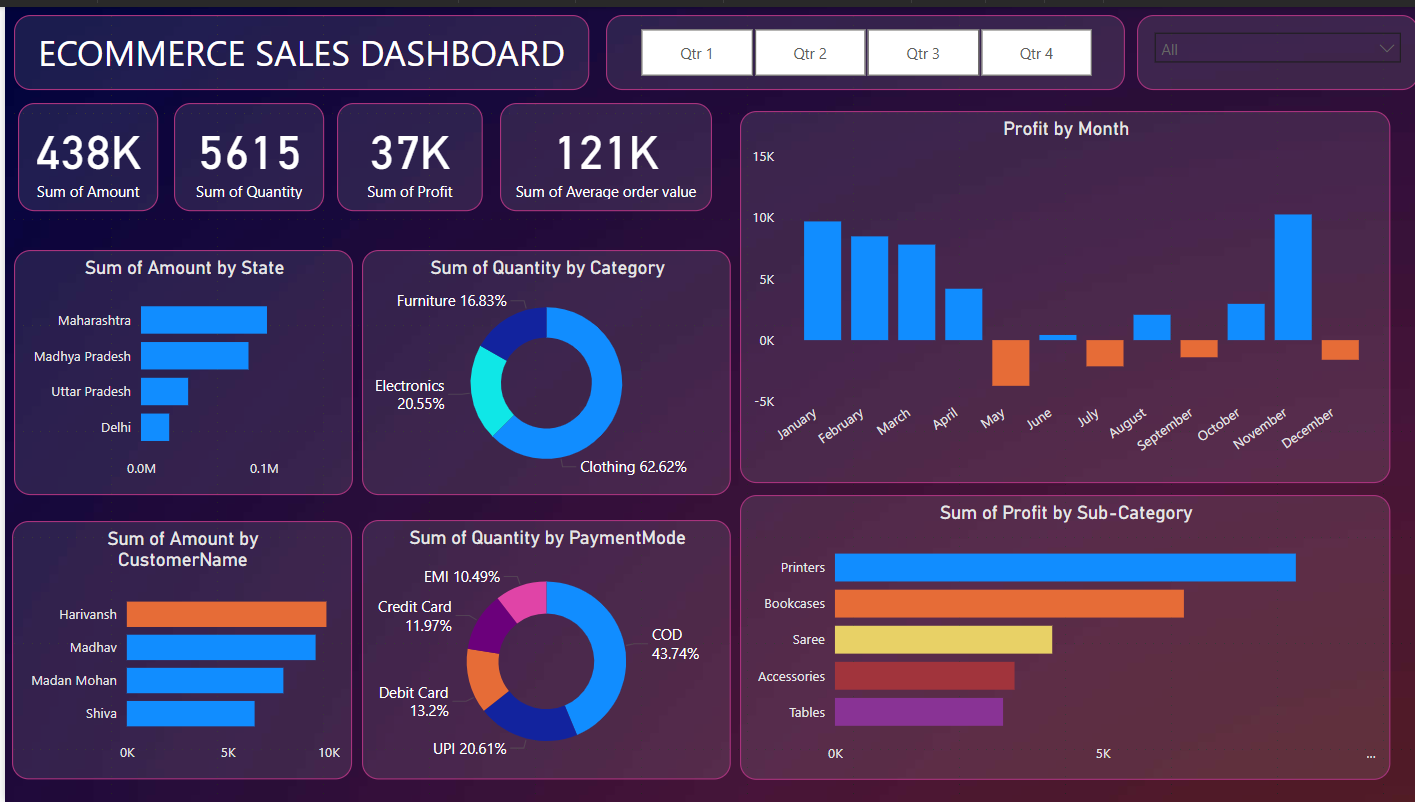 ECOMMERCE SALES DASHBOARD
Qtr 1
Qtr 2
Qtr 3
Qtr 4
All
438K
Sum of Amount
5615
Sum of Quantity
37K
Sum of Profit
121K
Sum of Average order value
Profit by Month
15K
10K
5K
0K
-5K
January
February
March
April
May
June
July
August
September
October
November
December
Sum of Amount by State
Maharashtra
Madhya Pradesh
Uttar Pradesh
Delhi
0.0M
0.1M
Sum of Quantity by Category
Furniture 16.83%
Electronics
20.55%
Clothing 62.62%
Sum of Amount by
CustomerName
Harivansh
Madhav
Madan Mohan
Shiva
0K
5K
10K
Sum of Quantity by PaymentMode
EMI 10.49%
Credit Card
11.97%
COD
43.74%
Debit Card
13.2%
UPI 20.61%
Sum of Profit by Sub-Category
Printers
Bookcases
Saree
Accessories
Tables
0K
5K
...